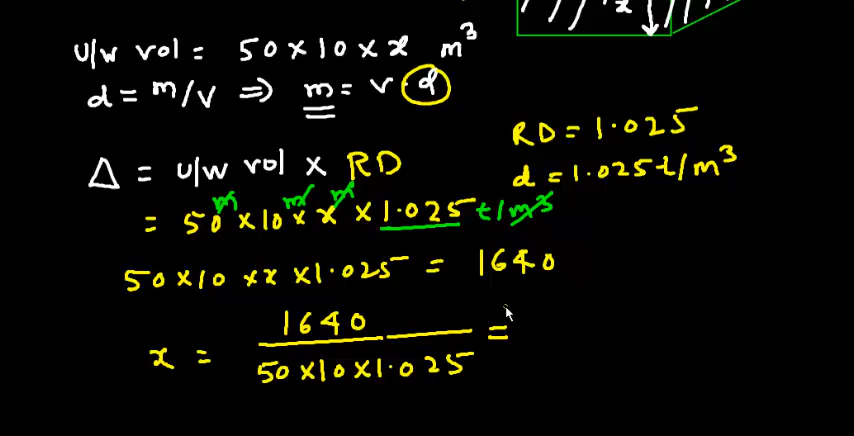 x
u/w vol = 50 × 10 × x m³
d = m/v ⇒ m = v d
RD = 1.025
d = 1.025 t/m³
Δ = u/w vol × RD
m m m
= 50 × 10 × x × 1.025 t/m³
50 × 10 × x × 1.025 = 1640
x = 1640 / 50 × 10 × 1.025 =